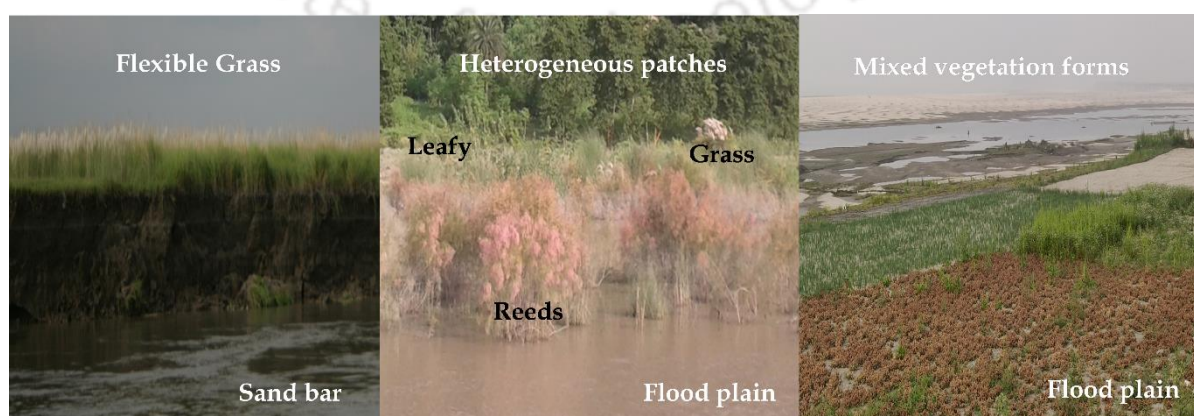 Flexible Grass
Sand bar
Heterogeneous patches
Leafy
Grass
Reeds
Flood plain
Mixed vegetation forms
Flood plain